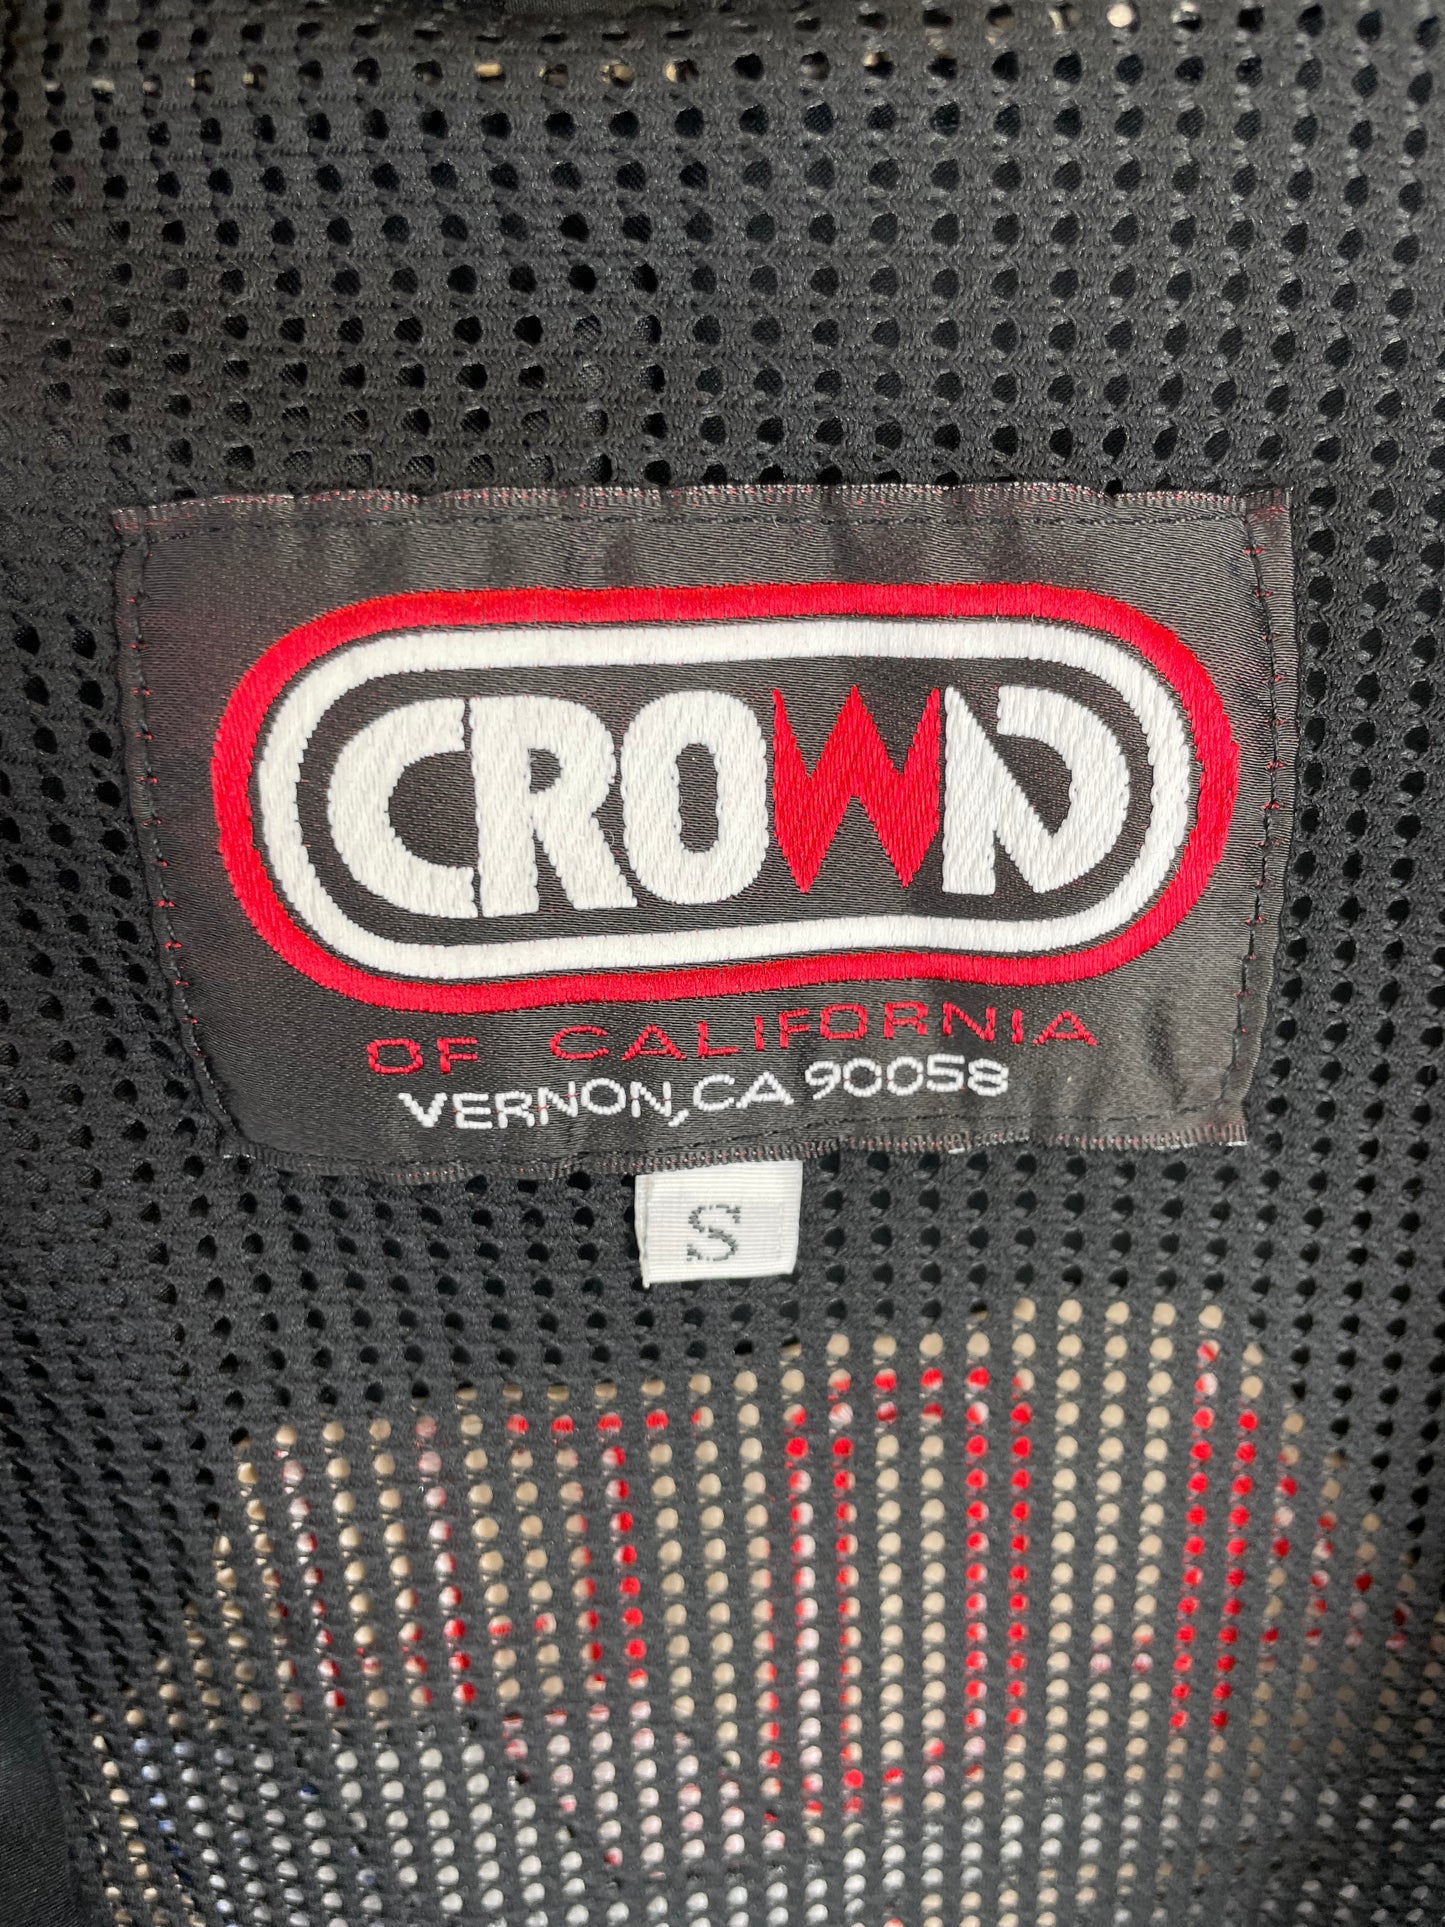 CROWN
OF CALIFORNIA
VERNON, CA 90058
S